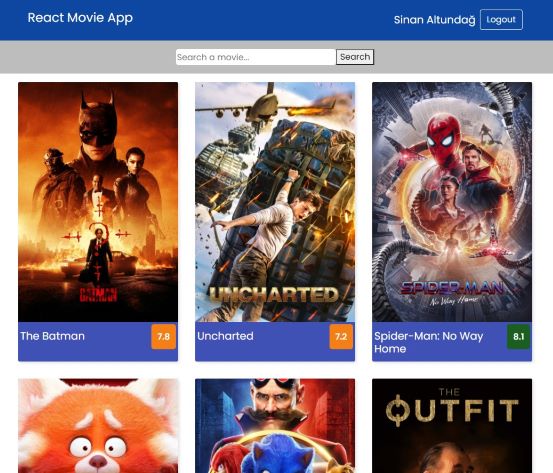 React Movie App
Sinan Altundağ
Logout
Search a movie...
Search
BATMAN
UNCHARTED
SPIDER-MAN
No Way Home
The Batman
7.8
Uncharted
7.2
Spider-Man: No Way
Home
8.1
THE
OUTFIT